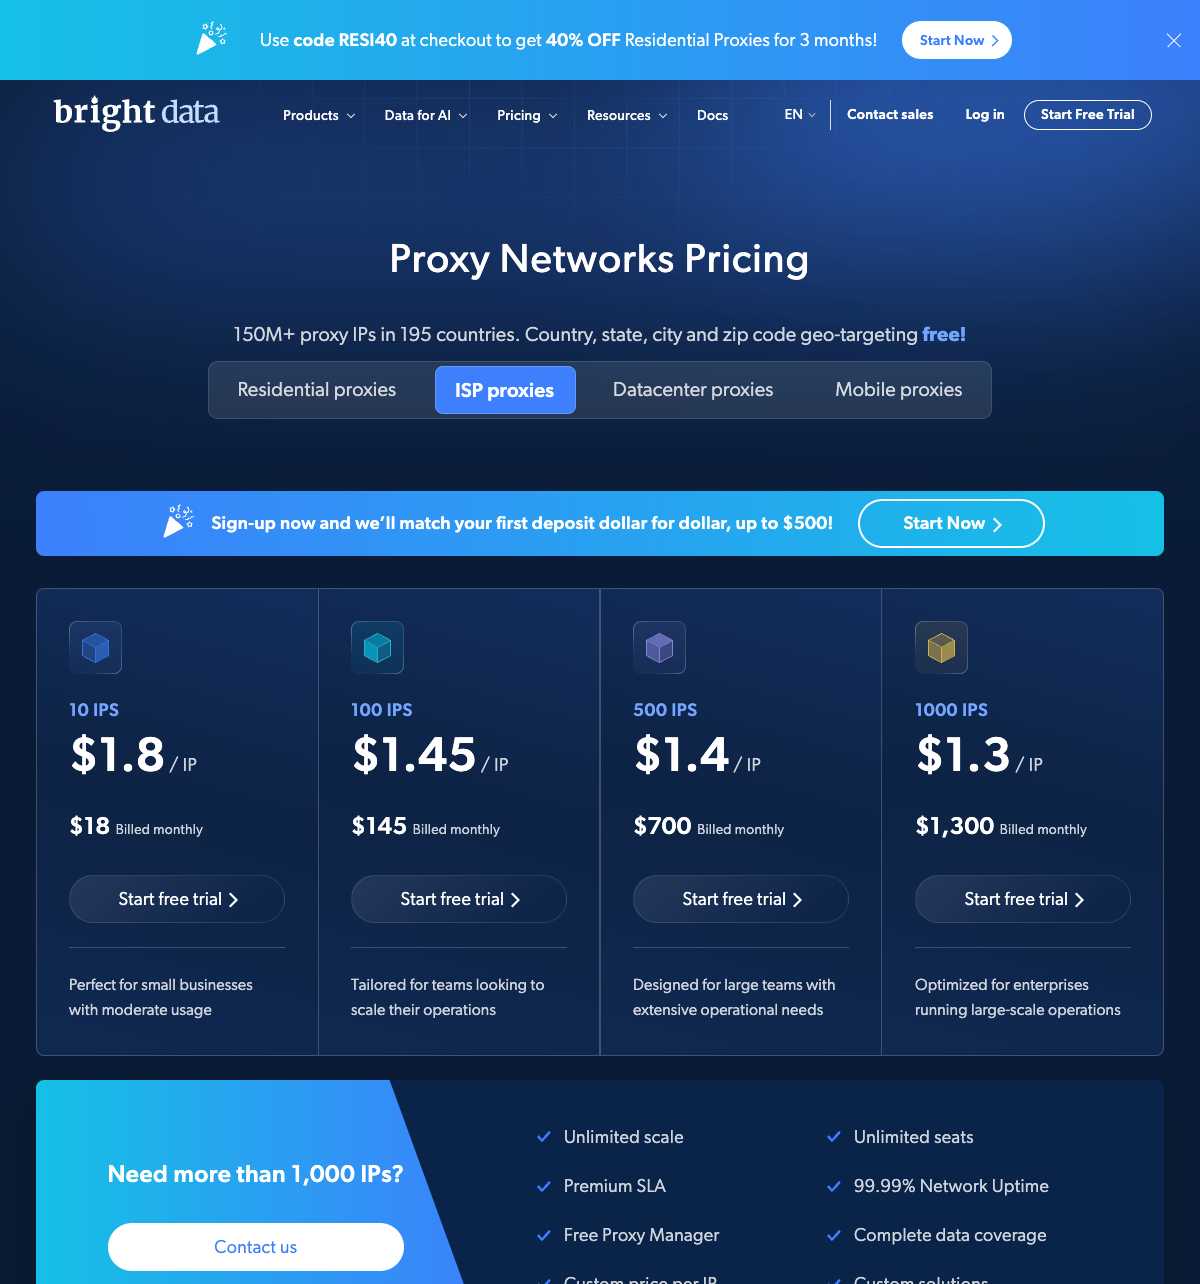 Use code RESI40 at checkout to get 40% OFF Residential Proxies for 3 months!
Start Now
bright data
Products
Data for AI
Pricing
Resources
Docs
EN
Contact sales
Log in
Start Free Trial
Proxy Networks Pricing
150M+ proxy IPs in 195 countries. Country, state, city and zip code geo-targeting free!
Residential proxies
ISP proxies
Datacenter proxies
Mobile proxies
Sign-up now and we’ll match your first deposit dollar for dollar, up to $500!
Start Now
10 IPS
$1.8 / IP
$18 Billed monthly
Start free trial
Perfect for small businesses
with moderate usage
100 IPS
$1.45 / IP
$145 Billed monthly
Start free trial
Tailored for teams looking to
scale their operations
500 IPS
$1.4 / IP
$700 Billed monthly
Start free trial
Designed for large teams with
extensive operational needs
1000 IPS
$1.3 / IP
$1,300 Billed monthly
Start free trial
Optimized for enterprises
running large-scale operations
Need more than 1,000 IPs?
Contact us
Unlimited scale
Premium SLA
Free Proxy Manager
Custom price per IP
Unlimited seats
99.99% Network Uptime
Complete data coverage
Custom solutions